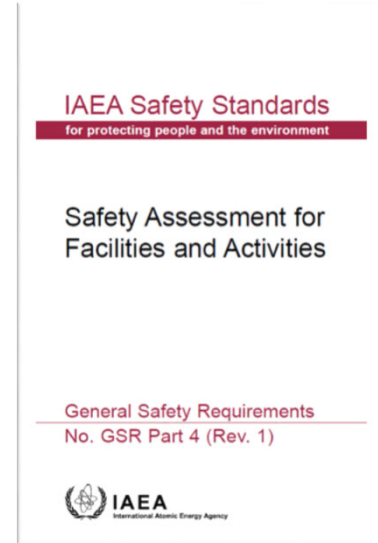 IAEA Safety Standards
for protecting people and the environment
Safety Assessment for
Facilities and Activities
General Safety Requirements
No. GSR Part 4 (Rev. 1)
IAEA
International Atomic Energy Agency